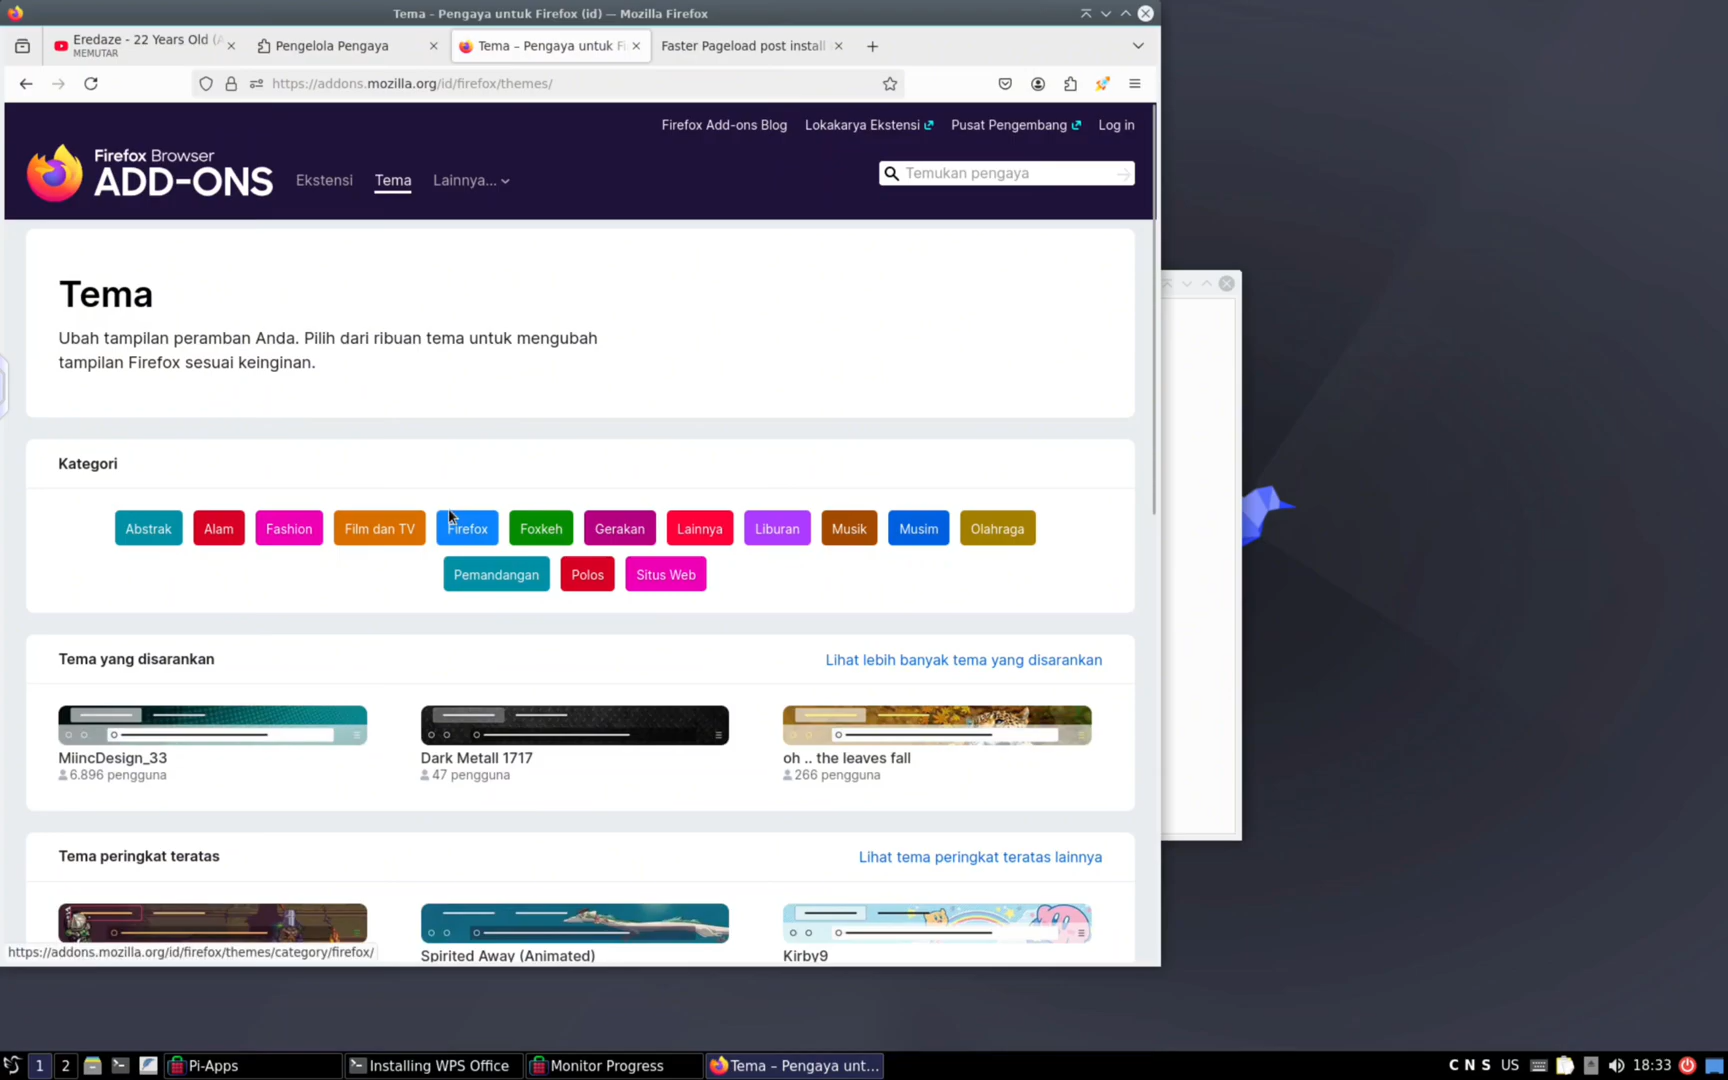 Tema – Pengaya untuk Firefox (id) — Mozilla Firefox
Eredaze - 22 Years Old (
MEMUTAR
Pengelola Pengaya
Tema – Pengaya untuk Fi
Faster Pageload post install
https://addons.mozilla.org/id/firefox/themes/
Firefox Add-ons Blog
Lokakarya Ekstensi
Pusat Pengembang
Log in
Firefox Browser
ADD-ONS
Ekstensi
Tema
Lainnya...
Temukan pengaya
Tema
Ubah tampilan peramban Anda. Pilih dari ribuan tema untuk mengubah
tampilan Firefox sesuai keinginan.
Kategori
Abstrak
Alam
Fashion
Film dan TV
Firefox
Foxkeh
Gerakan
Lainnya
Liburan
Musik
Musim
Olahraga
Pemandangan
Polos
Situs Web
Tema yang disarankan
Lihat lebih banyak tema yang disarankan
MiincDesign_33
6.896 pengguna
Dark Metall 1717
47 pengguna
oh .. the leaves fall
266 pengguna
Tema peringkat teratas
Lihat tema peringkat teratas lainnya
Spirited Away (Animated)
Kirby9
https://addons.mozilla.org/id/firefox/themes/category/firefox/
1
2
Pi-Apps
Installing WPS Office
Monitor Progress
Tema – Pengaya unt...
C N S
US
18:33